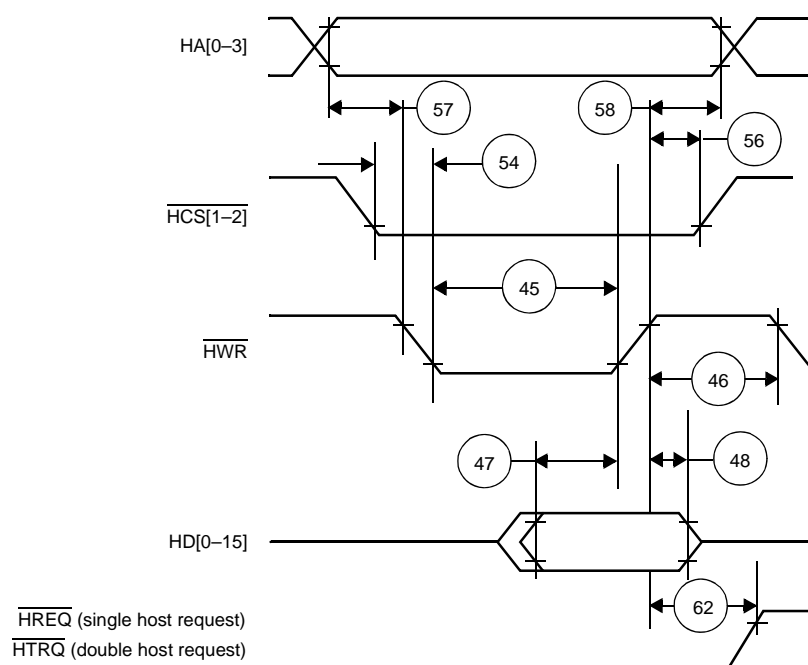 HA[0–3]
57
58
56
54
HCS[1–2]
45
HWR
46
47
48
HD[0–15]
62
HREQ (single host request)
HTRQ (double host request)